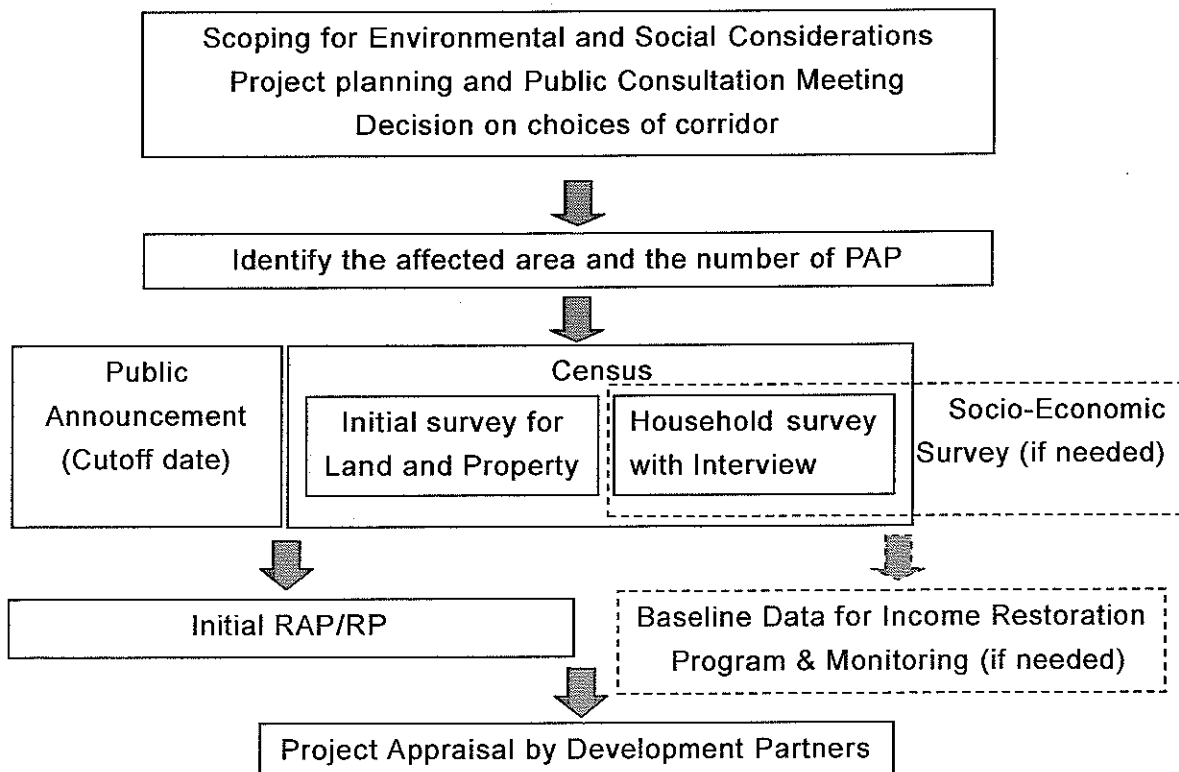 Scoping for Environmental and Social Considerations
Project planning and Public Consultation Meeting
Decision on choices of corridor
Identify the affected area and the number of PAP
Public
Announcement
(Cutoff date)
Census
Initial survey for
Land and Property
Household survey
with Interview
Socio-Economic
Survey (if needed)
Initial RAP/RP
Baseline Data for Income Restoration
Program & Monitoring (if needed)
Project Appraisal by Development Partners